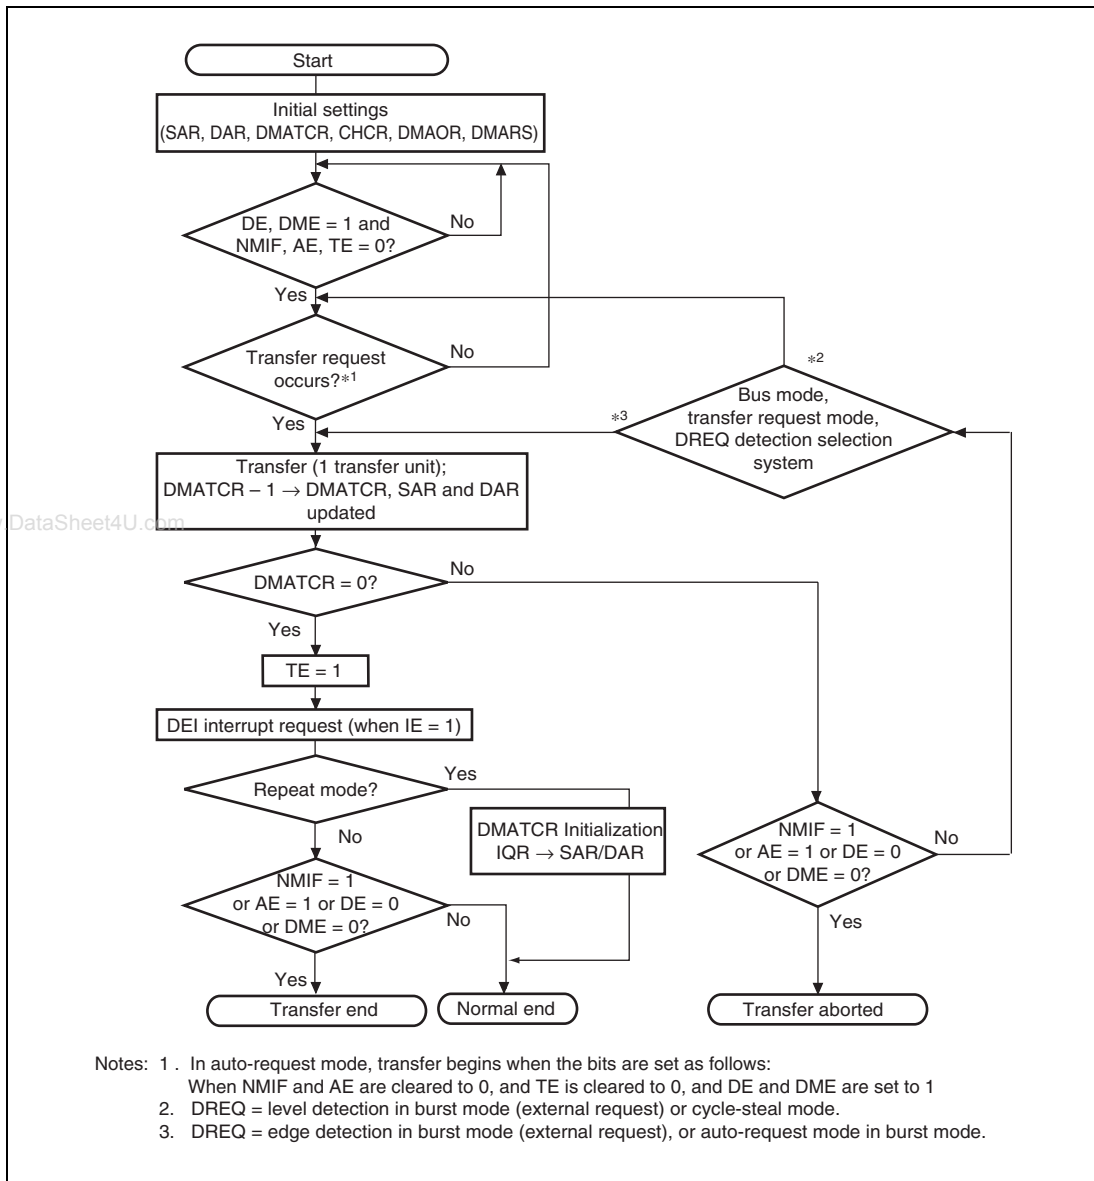 Start
Initial settings
(SAR, DAR, DMATCR, CHCR, DMAOR, DMARS)
DE, DME = 1 and
NMIF, AE, TE = 0?
No
Yes
Transfer request
occurs?*1
No
Yes
*2
*3
Bus mode,
transfer request mode,
DREQ detection selection
system
Transfer (1 transfer unit);
DMATCR – 1 → DMATCR, SAR and DAR
updated
.DataSheet4U.com
DMATCR = 0?
No
Yes
TE = 1
DEI interrupt request (when IE = 1)
Repeat mode?
Yes
No
DMATCR Initialization
IQR → SAR/DAR
NMIF = 1
or AE = 1 or DE = 0
or DME = 0?
No
Yes
NMIF = 1
or AE = 1 or DE = 0
or DME = 0?
No
Yes
Transfer end
Normal end
Transfer aborted
Notes: 1 . In auto-request mode, transfer begins when the bits are set as follows:
When NMIF and AE are cleared to 0, and TE is cleared to 0, and DE and DME are set to 1
2. DREQ = level detection in burst mode (external request) or cycle-steal mode.
3. DREQ = edge detection in burst mode (external request), or auto-request mode in burst mode.